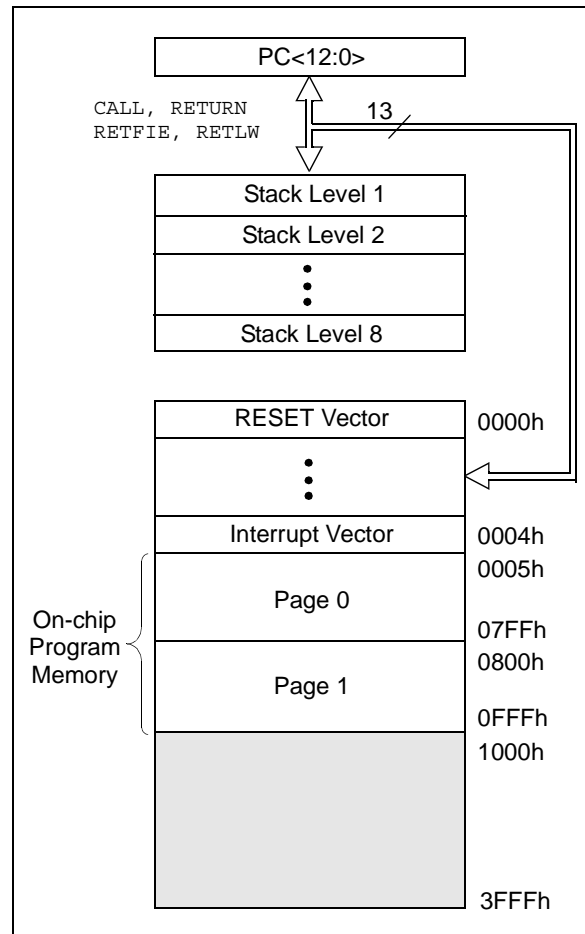 PC<12:0>
CALL, RETURN
RETFIE, RETLW
13
Stack Level 1
Stack Level 2
Stack Level 8
RESET Vector
0000h
Interrupt Vector
0004h
0005h
On-chip
Program
Memory
Page 0
07FFh
0800h
Page 1
0FFFh
1000h
3FFFh